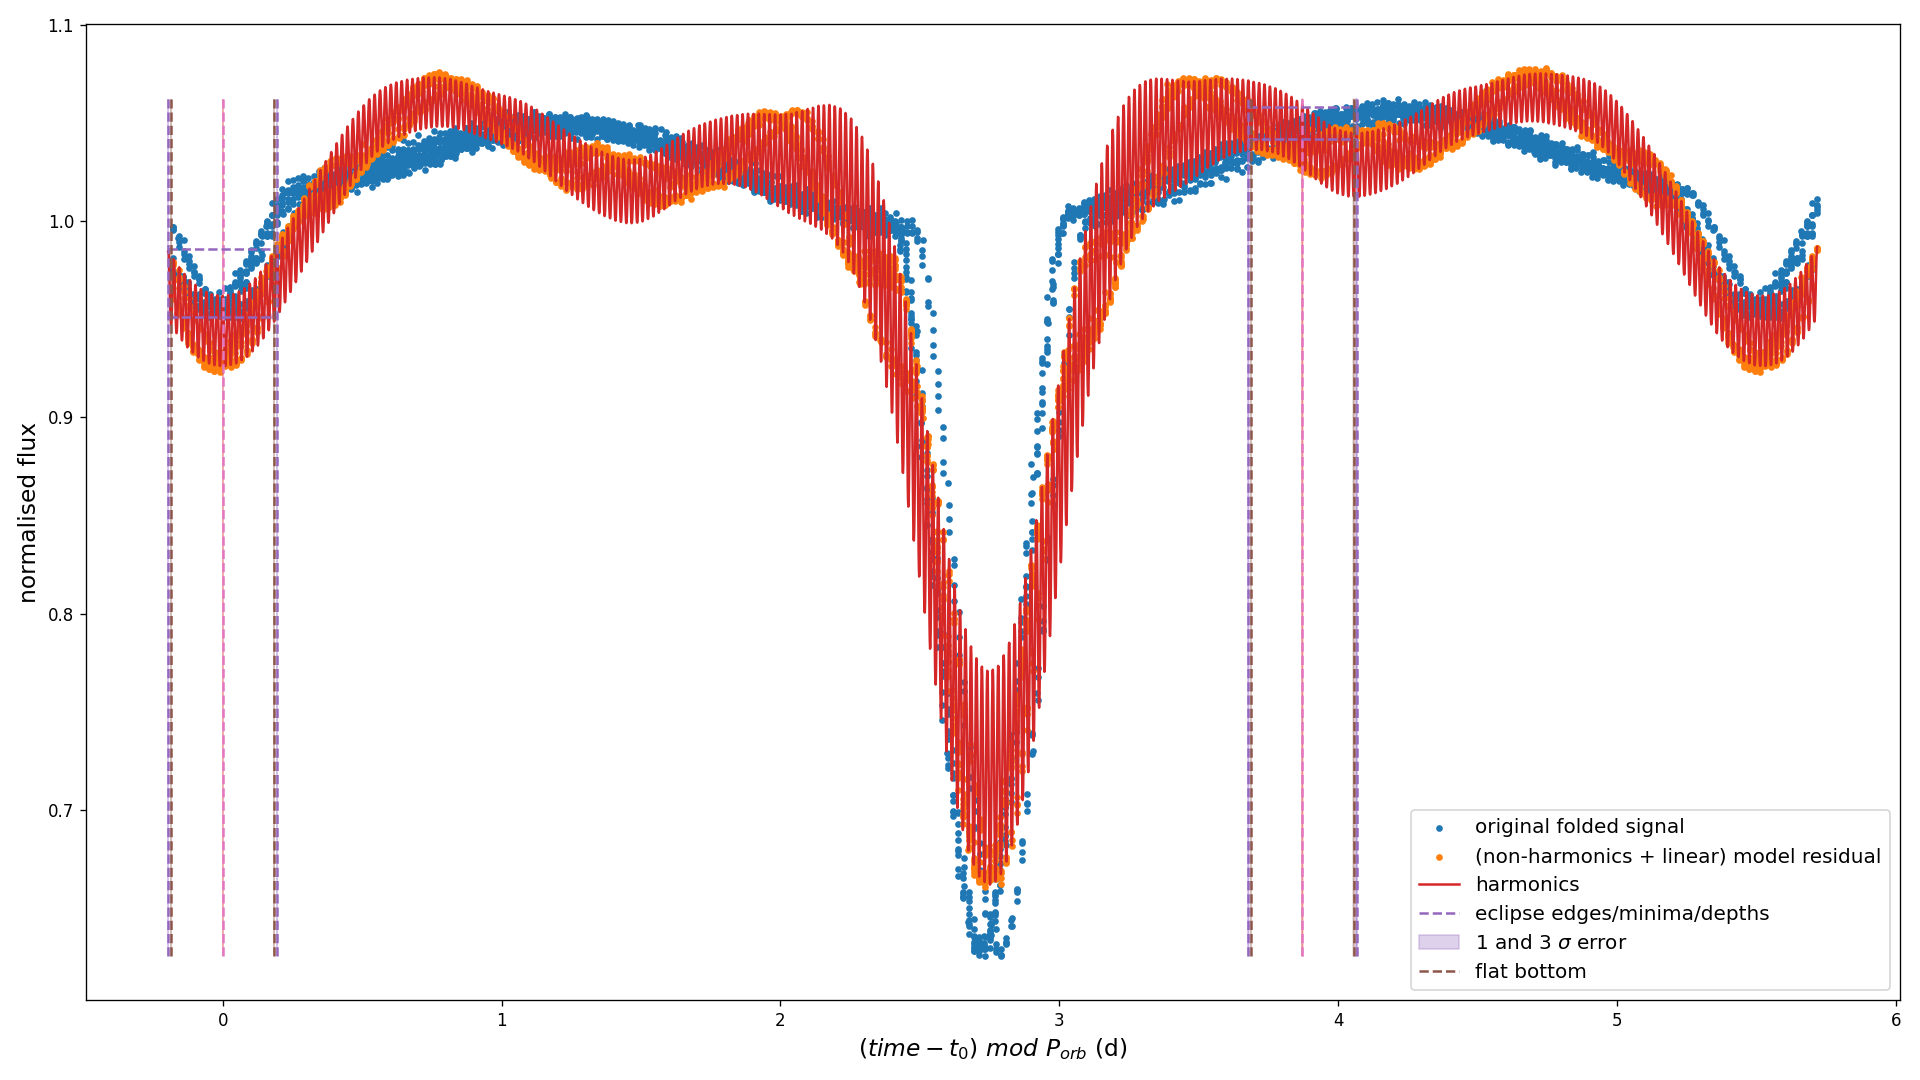 1.1
1.0
0.9
0.8
0.7
normalised flux
0
1
2
3
4
5
6
(time − t₀) mod Pₒᵣb (d)
original folded signal
(non-harmonics + linear) model residual
harmonics
eclipse edges/minima/depths
1 and 3 σ error
flat bottom